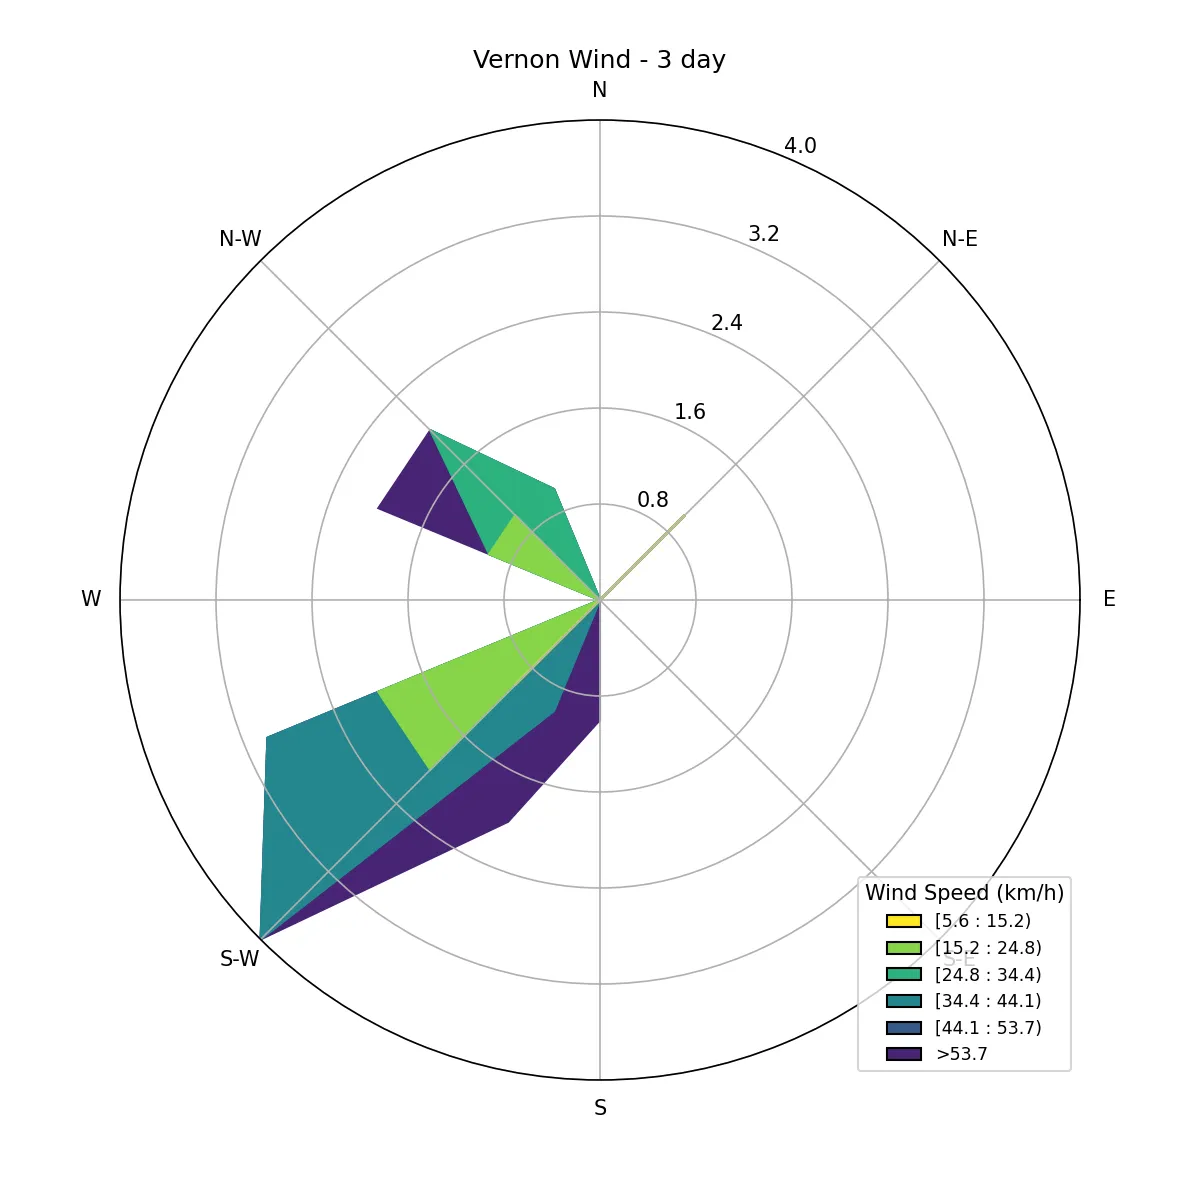 Vernon Wind - 3 day
N
4.0
N-W
3.2
N-E
2.4
1.6
0.8
W
E
Wind Speed (km/h)
[5.6 : 15.2)
[15.2 : 24.8)
S-W
S-E
[24.8 : 34.4)
[34.4 : 44.1)
[44.1 : 53.7)
>53.7
S